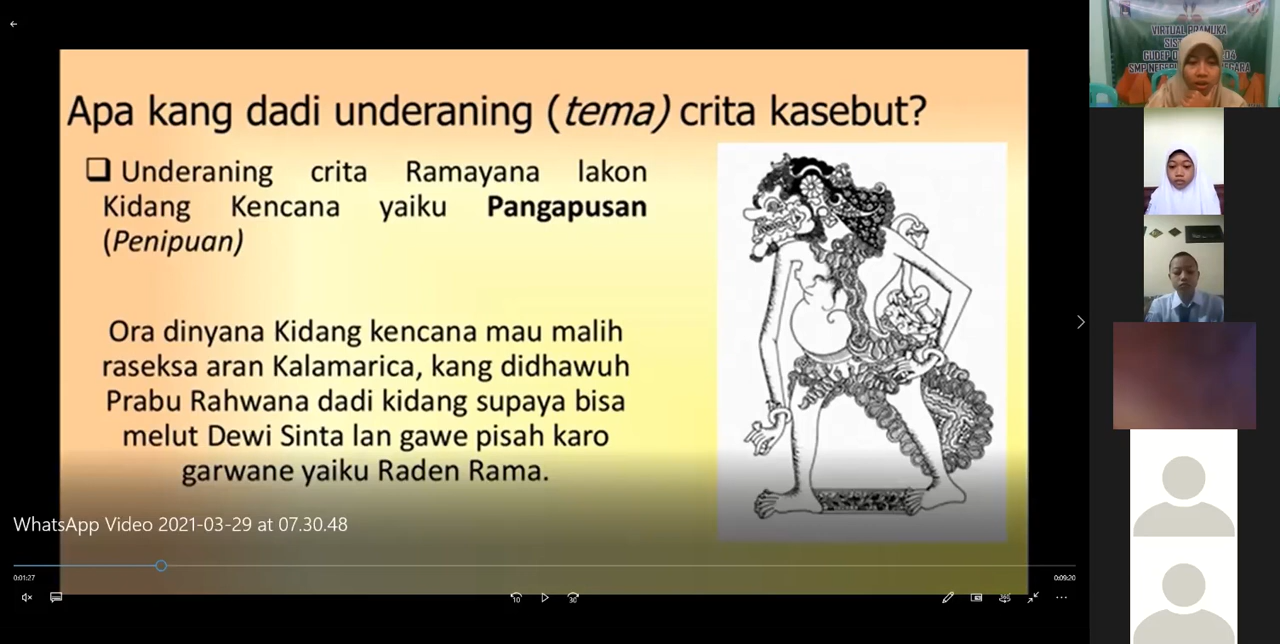 Apa kang dadi underaning (tema) crita kasebut?
Underaning crita Ramayana lakon
Kidang Kencana yaiku Pangapusan
(Penipuan)
Ora dinyana Kidang kencana mau malih
raseksa aran Kalamarica, kang didhawuh
Prabu Rahwana dadi kidang supaya bisa
melut Dewi Sinta lan gawe pisah karo
garwane yaiku Raden Rama.
WhatsApp Video 2021-03-29 at 07.30.48
0:01:27
0:09:20
10
30
VIRTUAL PRAMUKA